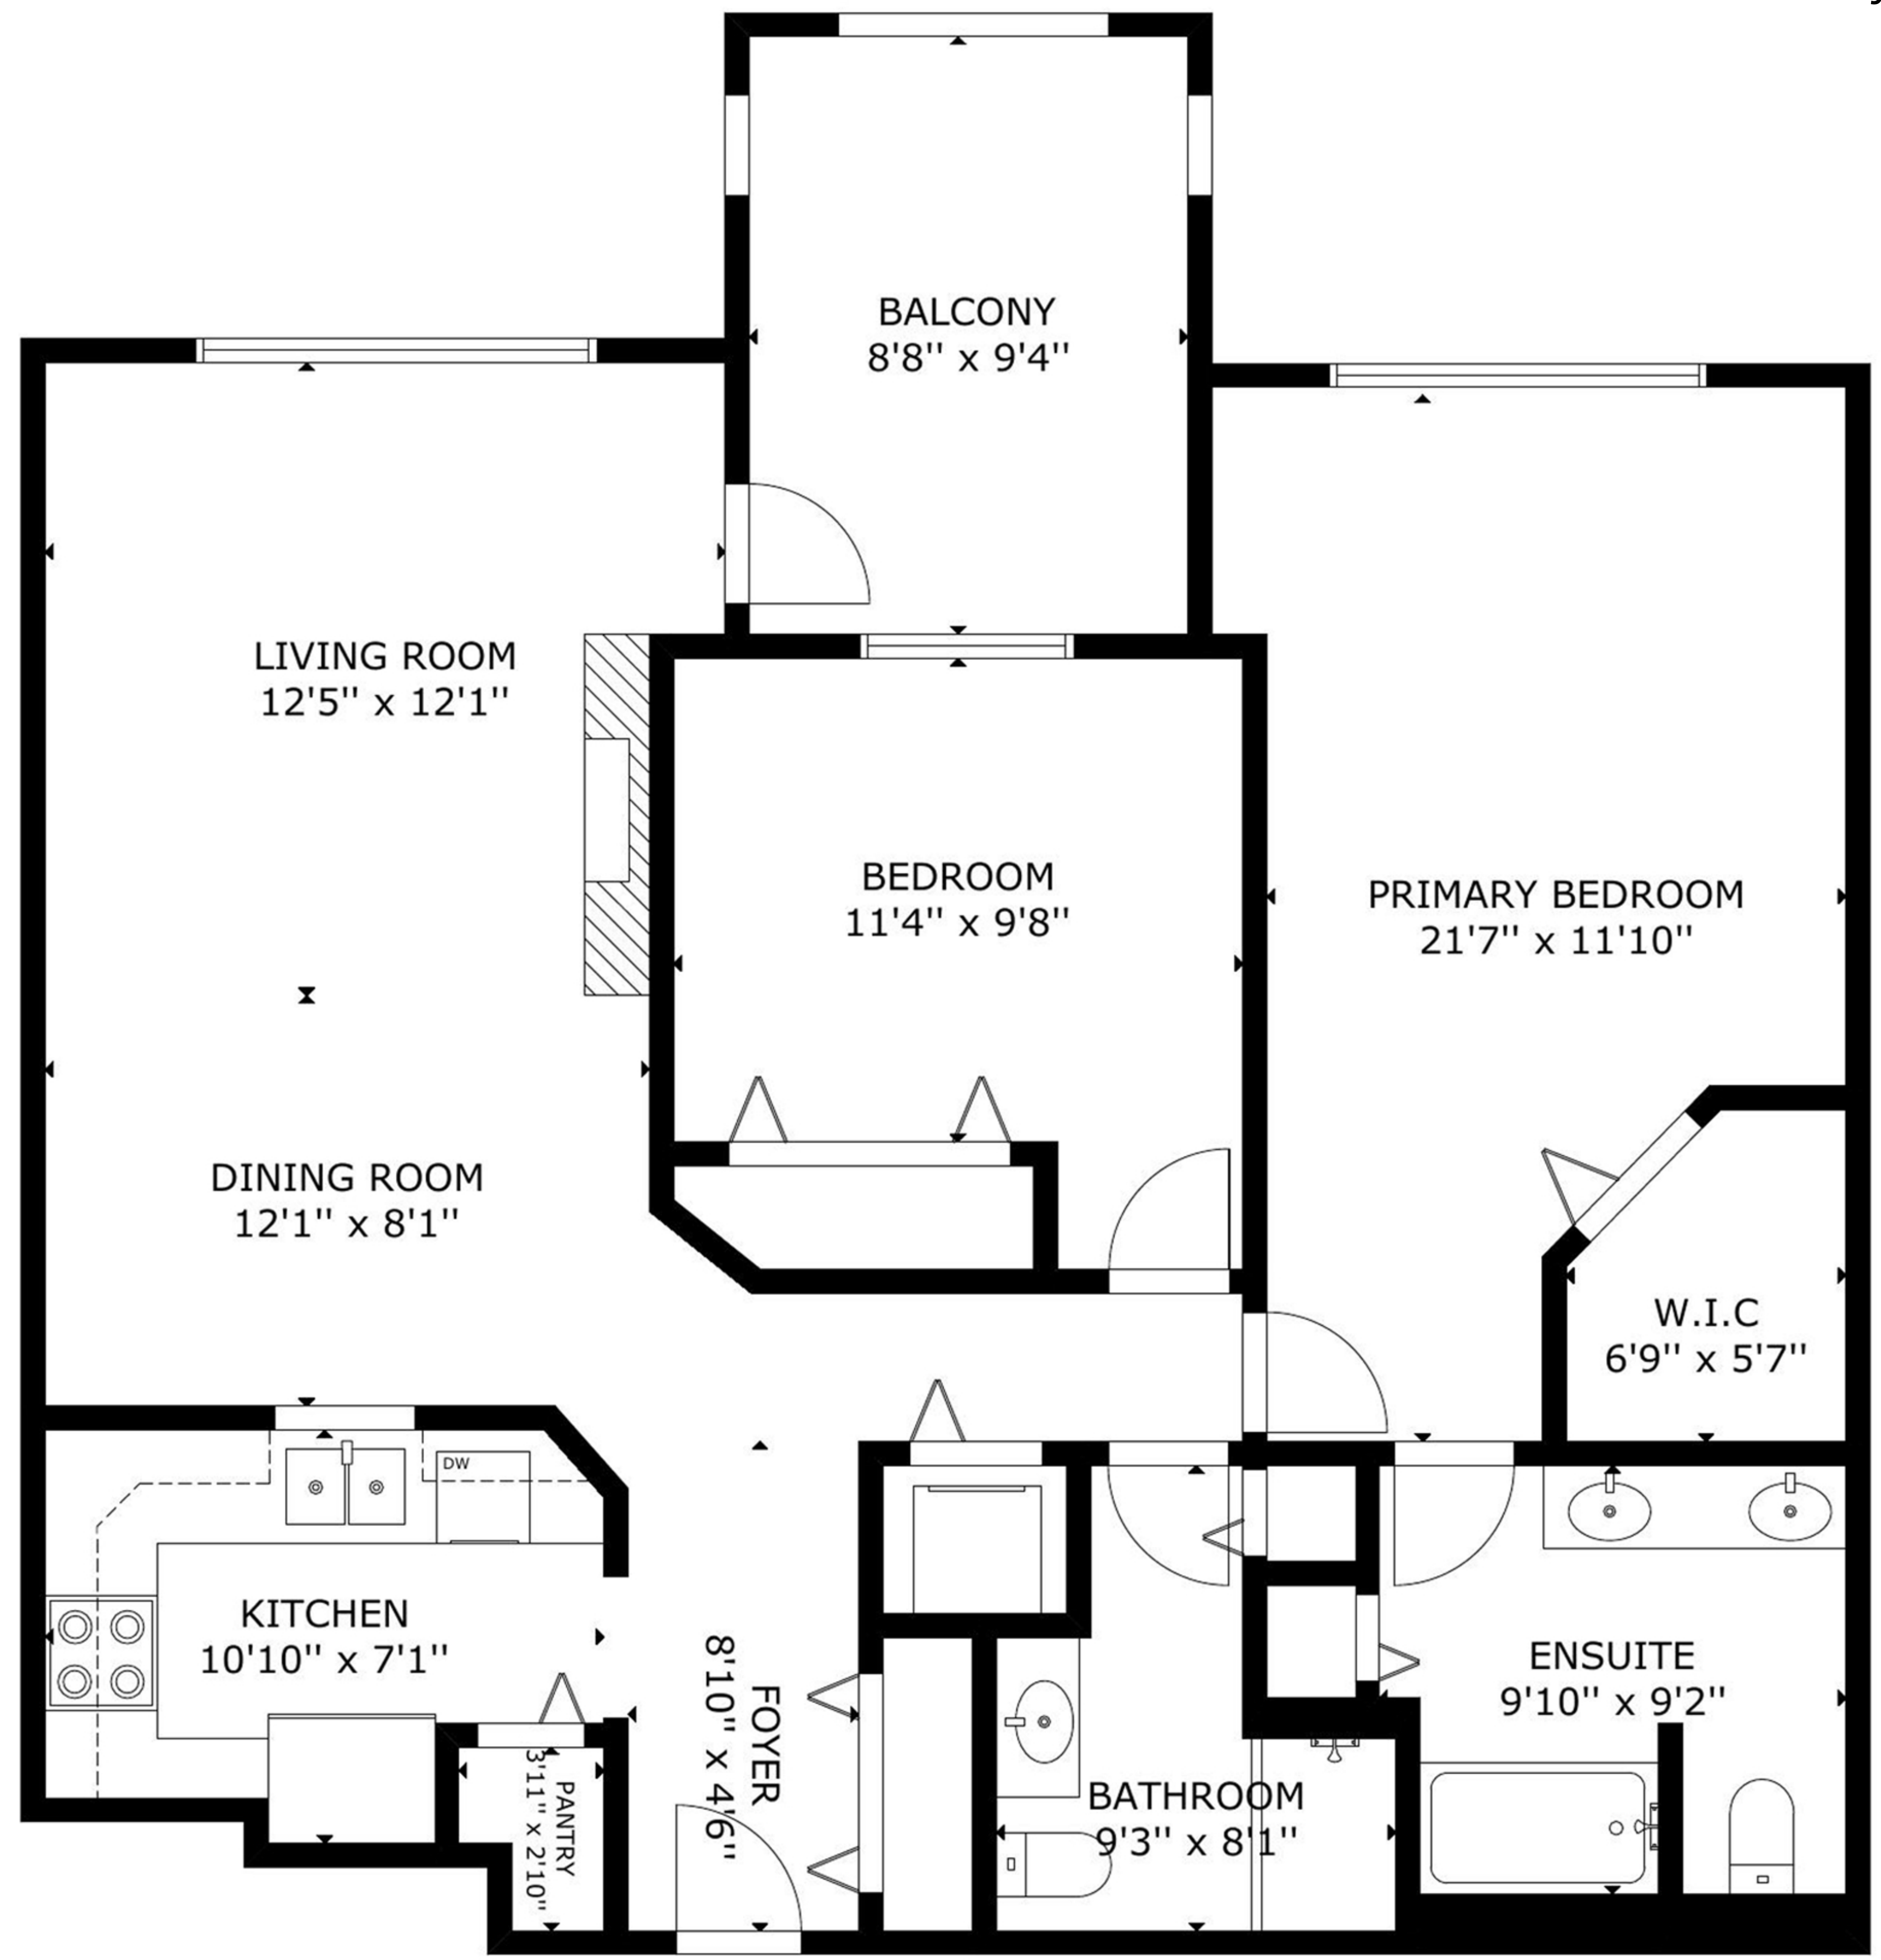 BALCONY
8'8" x 9'4"
LIVING ROOM
12'5" x 12'1"
BEDROOM
11'4" x 9'8"
PRIMARY BEDROOM
21'7" x 11'10"
DINING ROOM
12'1" x 8'1"
W.I.C
6'9" x 5'7"
DW
KITCHEN
10'10" x 7'1"
FOYER
8'10" x 4'6"
ENSUITE
9'10" x 9'2"
PANTRY
3'11" x 2'10"
BATHROOM
9'3" x 8'1"